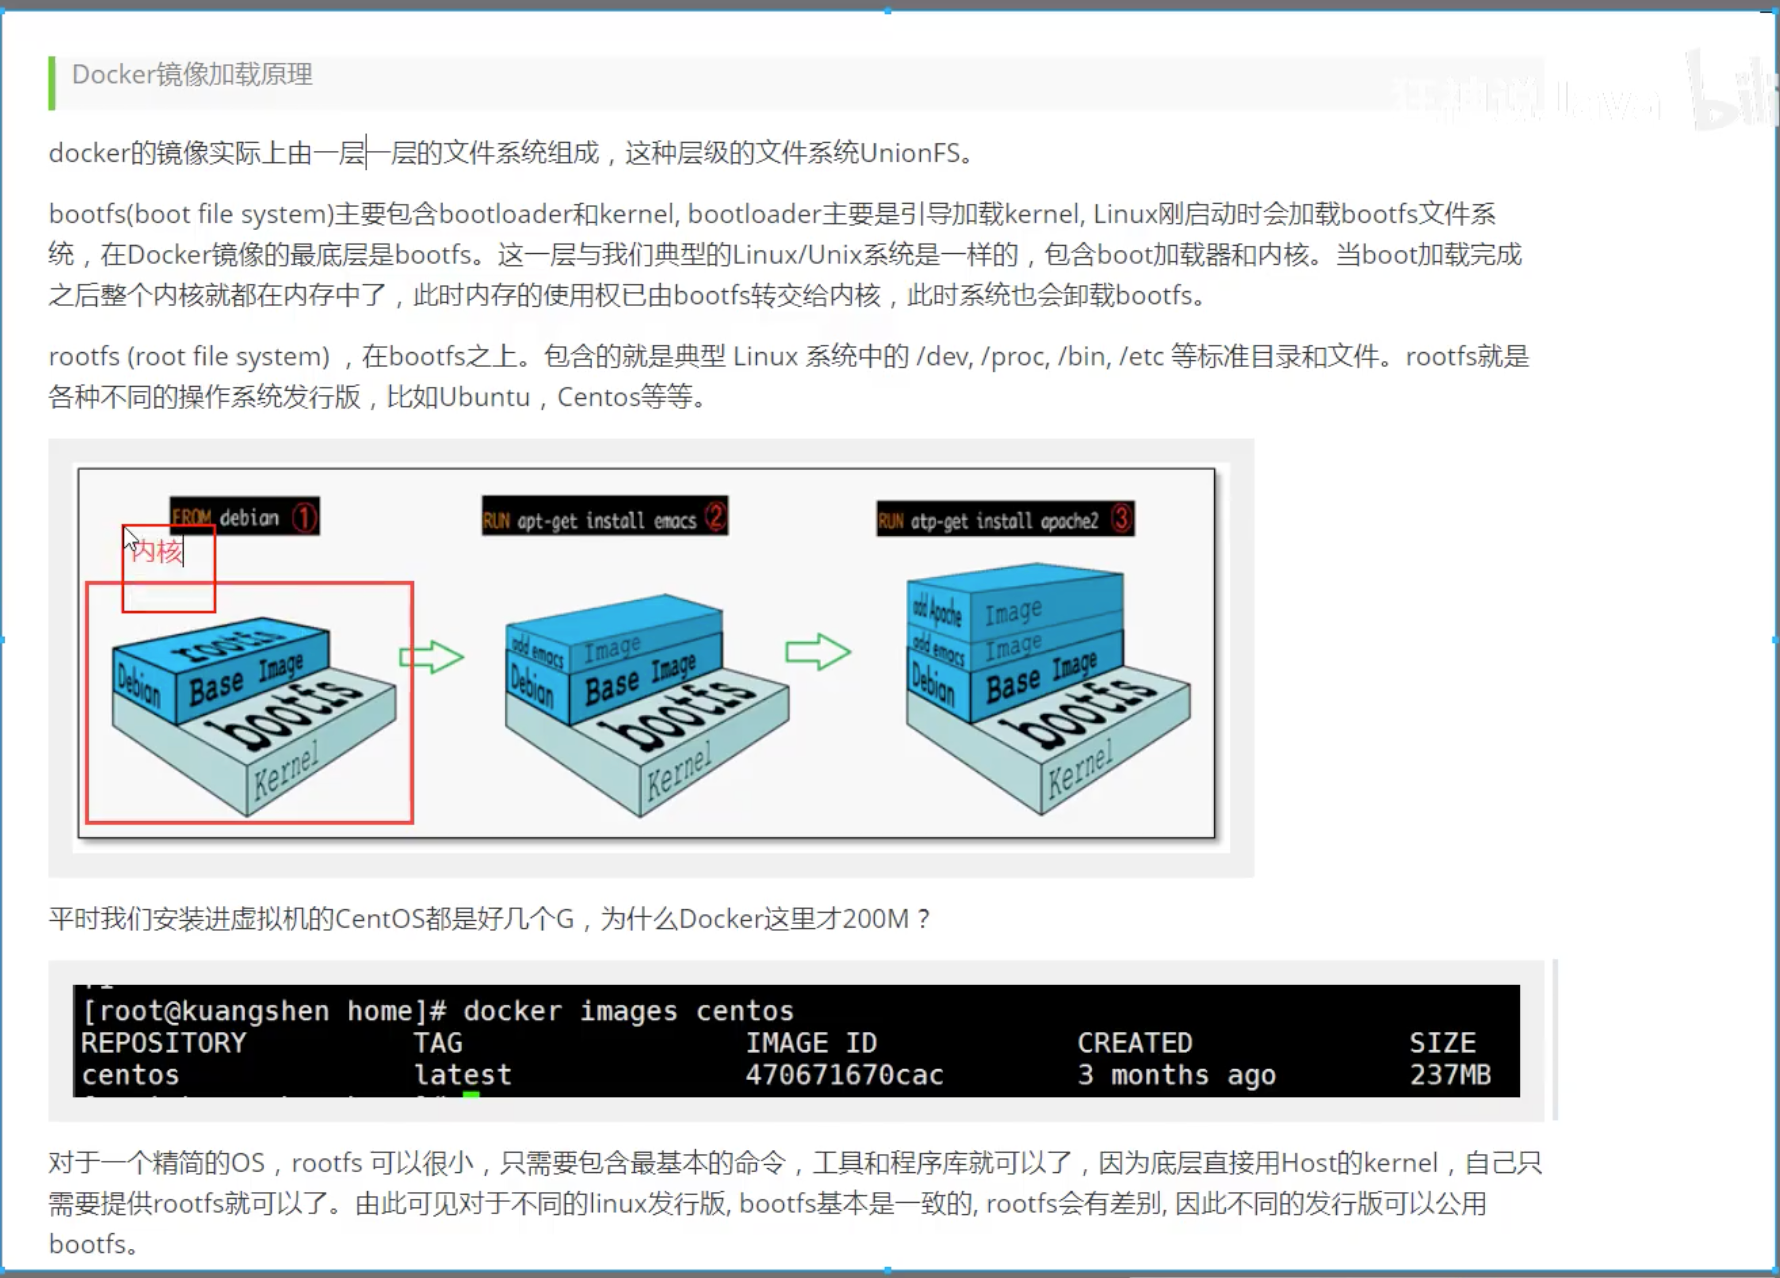 Docker镜像加载原理
狂神说Java bili
docker的镜像实际上由一层一层的文件系统组成，这种层级的文件系统UnionFS。
bootfs(boot file system)主要包含bootloader和kernel, bootloader主要是引导加载kernel, Linux刚启动时会加载bootfs文件系
统，在Docker镜像的最底层是bootfs。这一层与我们典型的Linux/Unix系统是一样的，包含boot加载器和内核。当boot加载完成
之后整个内核就都在内存中了，此时内存的使用权已由bootfs转交给内核，此时系统也会卸载bootfs。
rootfs (root file system) ，在bootfs之上。包含的就是典型 Linux 系统中的 /dev, /proc, /bin, /etc 等标准目录和文件。rootfs就是
各种不同的操作系统发行版，比如Ubuntu，Centos等等。
FROM debian ①
RUN apt-get install emacs ②
RUN atp-get install apache2 ③
内核
rootfs
Debian Base Image
bootfs
Kernel
add emacs Image
Debian Base Image
bootfs
Kernel
add Apache Image
add emacs Image
Debian Base Image
bootfs
Kernel
平时我们安装进虚拟机的CentOS都是好几个G，为什么Docker这里才200M？
[root@kuangshen home]# docker images centos
REPOSITORY TAG IMAGE ID CREATED SIZE
centos latest 470671670cac 3 months ago 237MB
对于一个精简的OS，rootfs 可以很小，只需要包含最基本的命令，工具和程序库就可以了，因为底层直接用Host的kernel，自己只
需要提供rootfs就可以了。由此可见对于不同的linux发行版, bootfs基本是一致的, rootfs会有差别, 因此不同的发行版可以公用
bootfs。